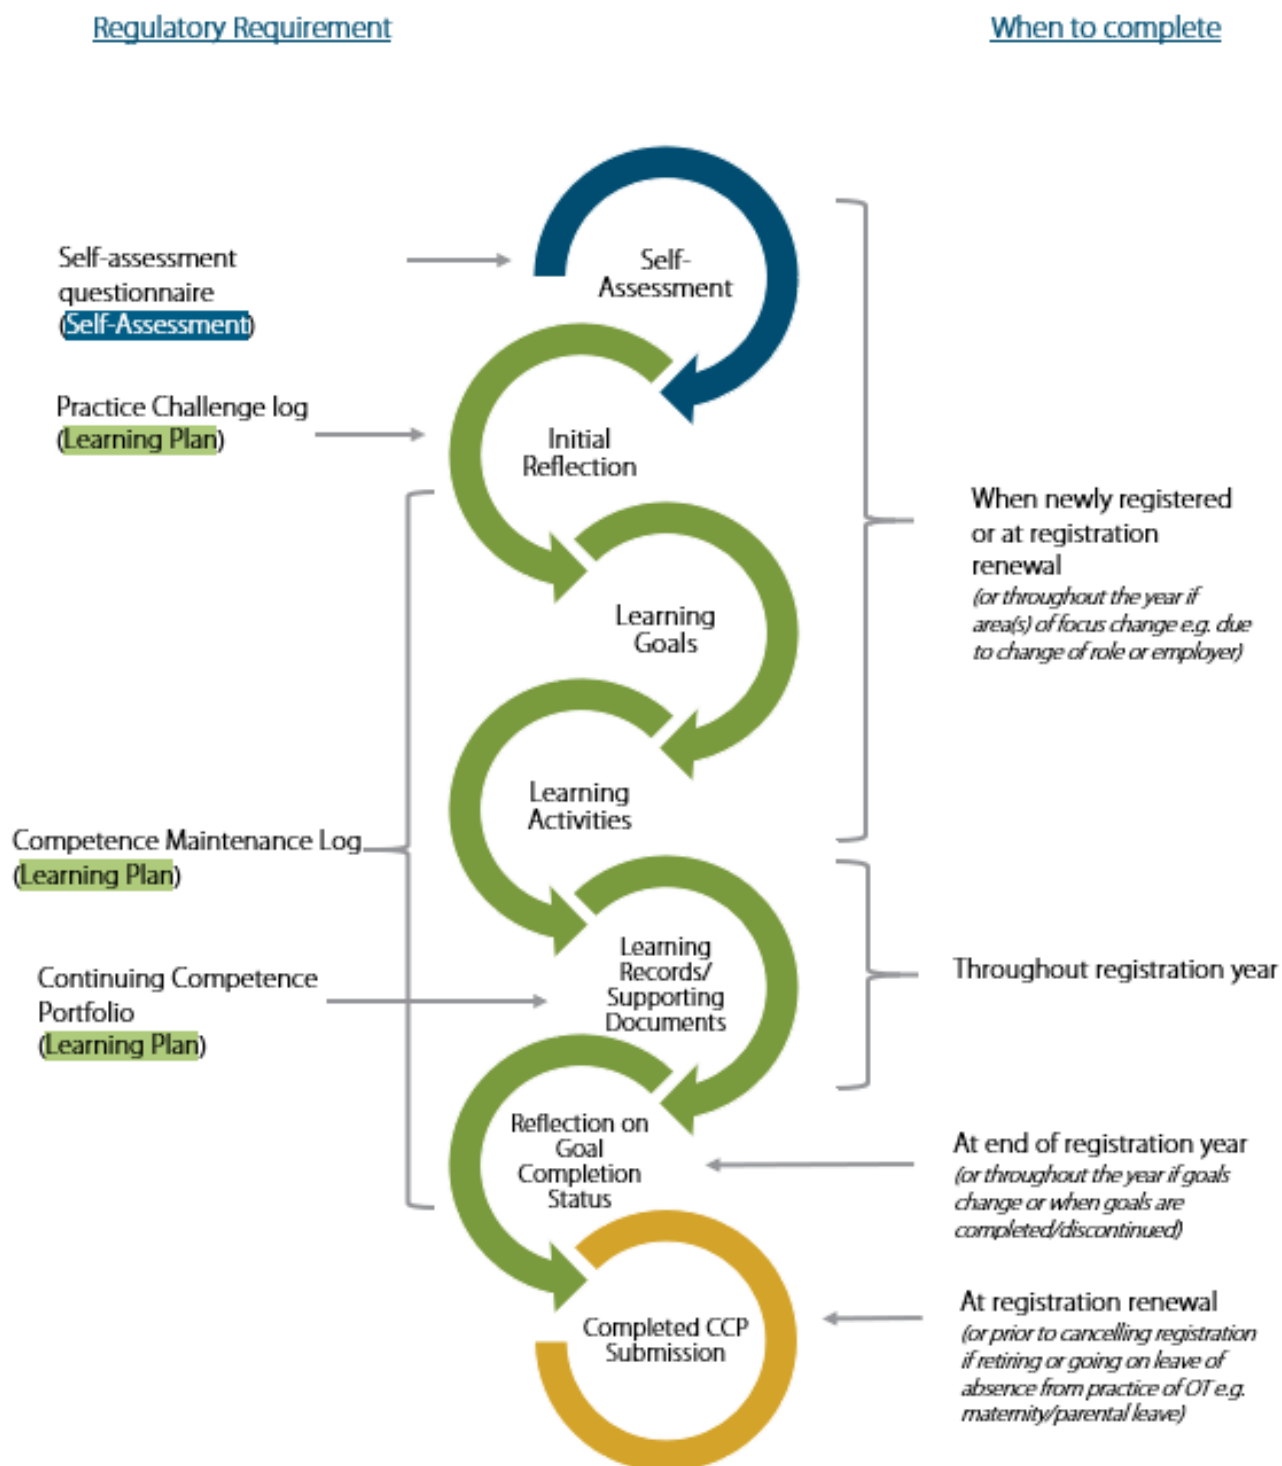 Regulatory Requirement
When to complete
Self-assessment
questionnaire
(Self-Assessment)
Self-
Assessment
Practice Challenge log
(Learning Plan)
Initial
Reflection
When newly registered
or at registration
renewal
(or throughout the year if
area(s) of focus change e.g. due
to change of role or employer)
Learning
Goals
Learning
Activities
Competence Maintenance Log
(Learning Plan)
Learning
Records/
Supporting
Documents
Throughout registration year
Continuing Competence
Portfolio
(Learning Plan)
Reflection on
Goal
Completion
Status
At end of registration year
(or throughout the year if goals
change or when goals are
completed/discontinued)
Completed CCP
Submission
At registration renewal
(or prior to cancelling registration
if retiring or going on leave of
absence from practice of OT e.g.
maternity/parental leave)